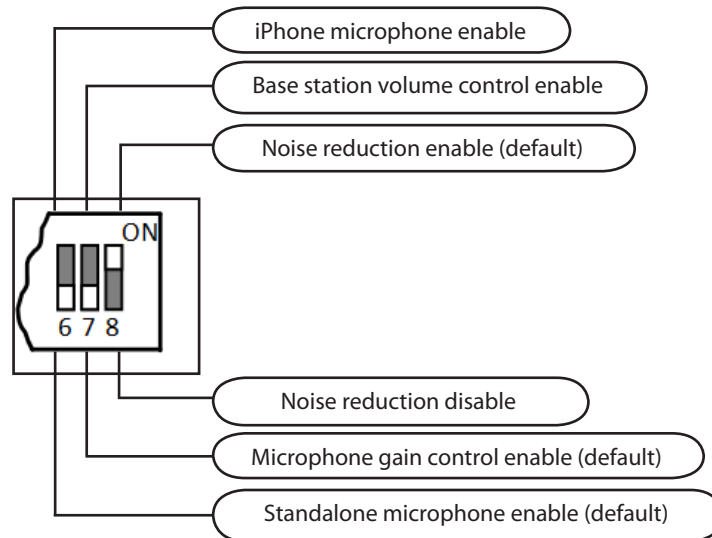 iPhone microphone enable
Base station volume control enable
Noise reduction enable (default)
ON
6 7 8
Noise reduction disable
Microphone gain control enable (default)
Standalone microphone enable (default)